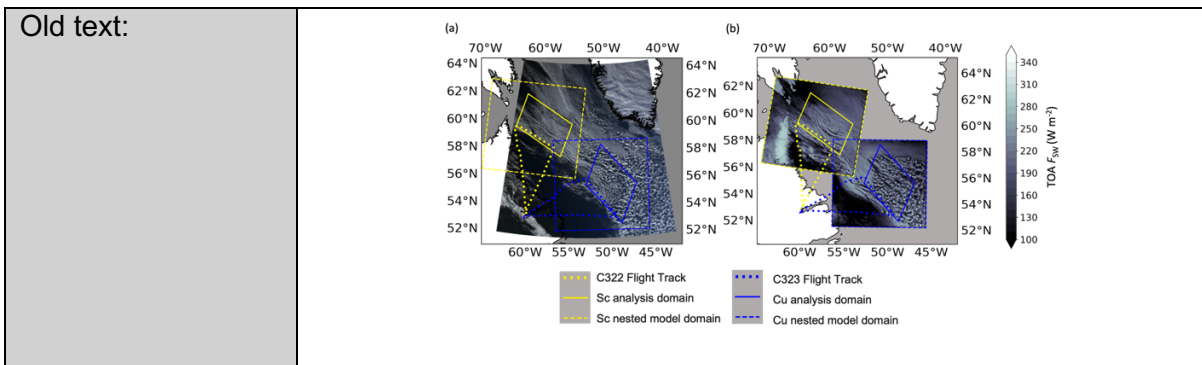 Old text:
(a)
(b)
70°W 60°W 50°W 40°W
70°W 60°W 50°W 40°W
64°N 64°N 64°N
62°N 62°N 62°N 62°N
60°N 60°N 60°N 60°N
58°N 58°N 58°N 58°N
56°N 56°N 56°N 56°N
54°N 54°N 54°N 54°N
52°N 52°N 52°N 52°N
60°W 55°W 50°W 45°W
60°W 55°W 50°W 45°W
340
310
280
250
220
190
160
130
100
TOA FSW (W m-2)
C322 Flight Track
Sc analysis domain
Sc nested model domain
C323 Flight Track
Cu analysis domain
Cu nested model domain